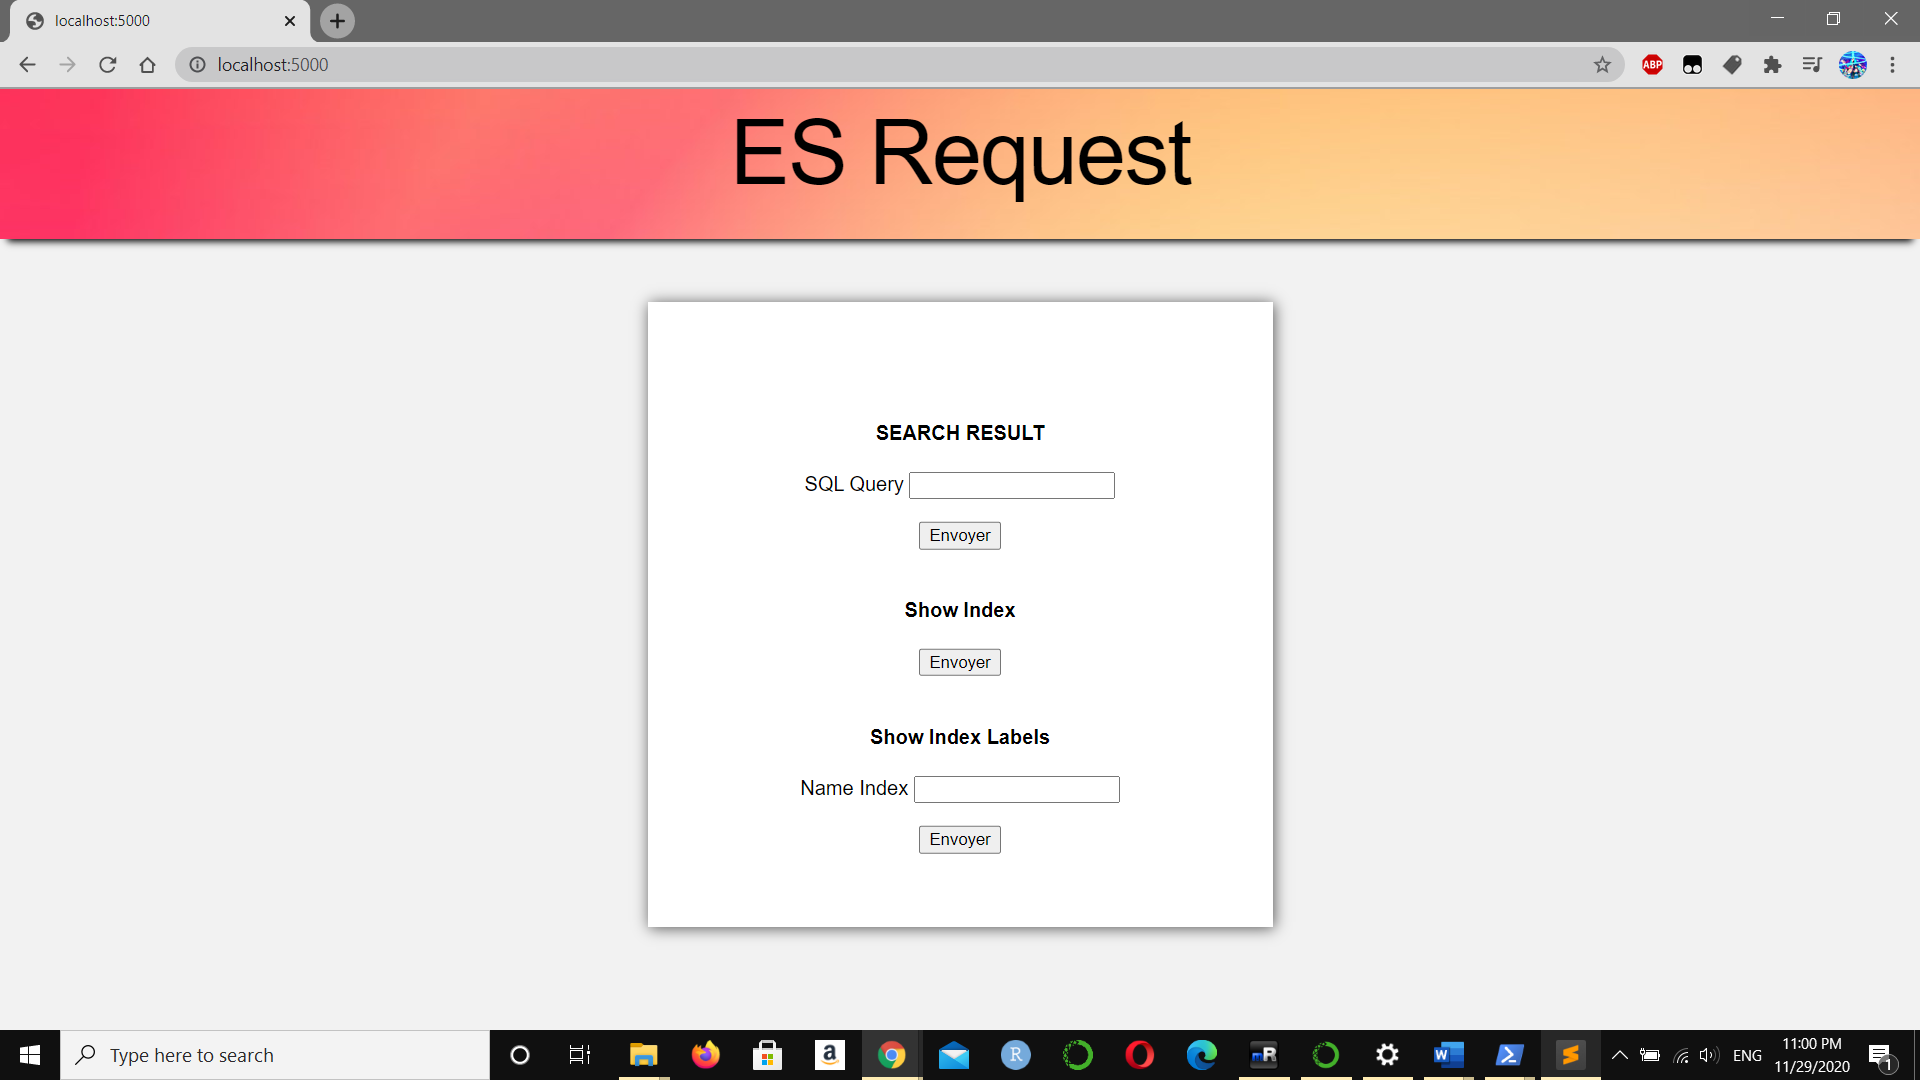 localhost:5000
localhost:5000
ABP
ES Request
SEARCH RESULT
SQL Query
Envoyer
Show Index
Envoyer
Show Index Labels
Name Index
Envoyer
Type here to search
a
R
mR
W
ENG
11:00 PM
11/29/2020
1